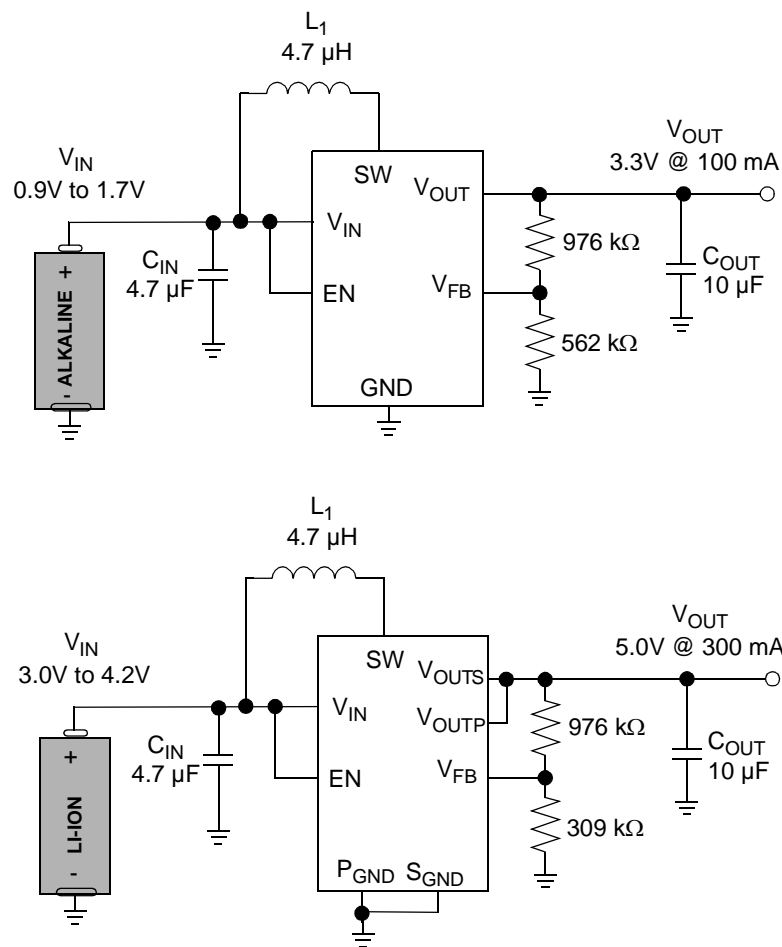 L1
4.7 µH
VIN
0.9V to 1.7V
VOUT
3.3V @ 100 mA
SW
VOUT
VIN
CIN
4.7 µF
976 kΩ
COUT
10 µF
EN
VFB
562 kΩ
GND
+
ALKALINE
-
L1
4.7 µH
VIN
3.0V to 4.2V
VOUT
5.0V @ 300 mA
SW
VOUTS
VIN
VOUTP
CIN
4.7 µF
976 kΩ
COUT
10 µF
EN
VFB
309 kΩ
PGND SGND
+
LI-ION
-